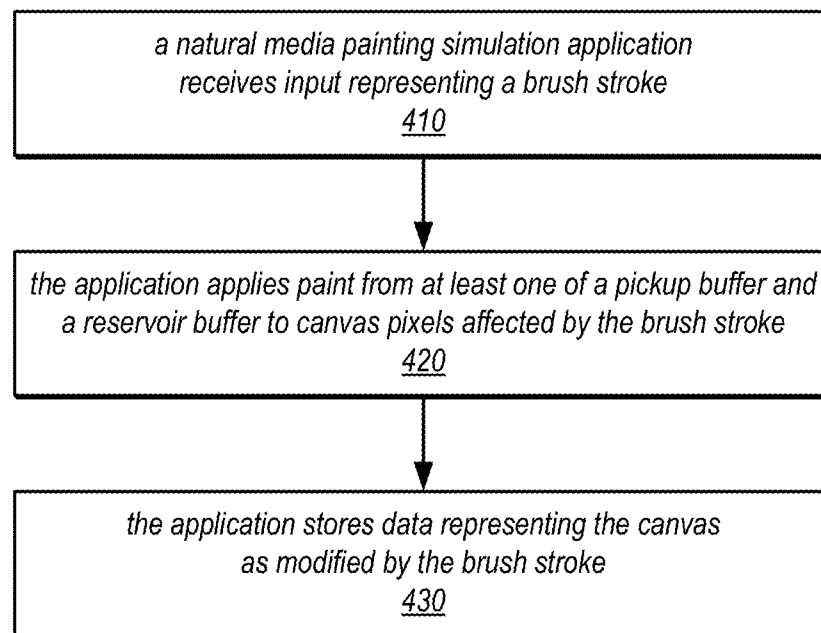 a natural media painting simulation application
receives input representing a brush stroke
410
the application applies paint from at least one of a pickup buffer and
a reservoir buffer to canvas pixels affected by the brush stroke
420
the application stores data representing the canvas
as modified by the brush stroke
430